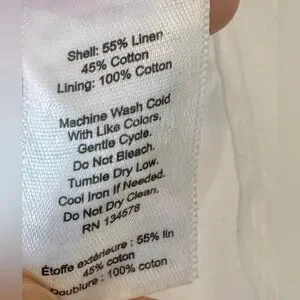 Shell: 55% Linen
45% Cotton
Lining: 100% Cotton
Machine Wash Cold
With Like Colors,
Gentle Cycle.
Do Not Bleach.
Tumble Dry Low.
Cool Iron If Needed.
Do Not Dry Clean.
RN 134578
Étoffe extérieure : 55% lin
45% coton
Doublure : 100% coton